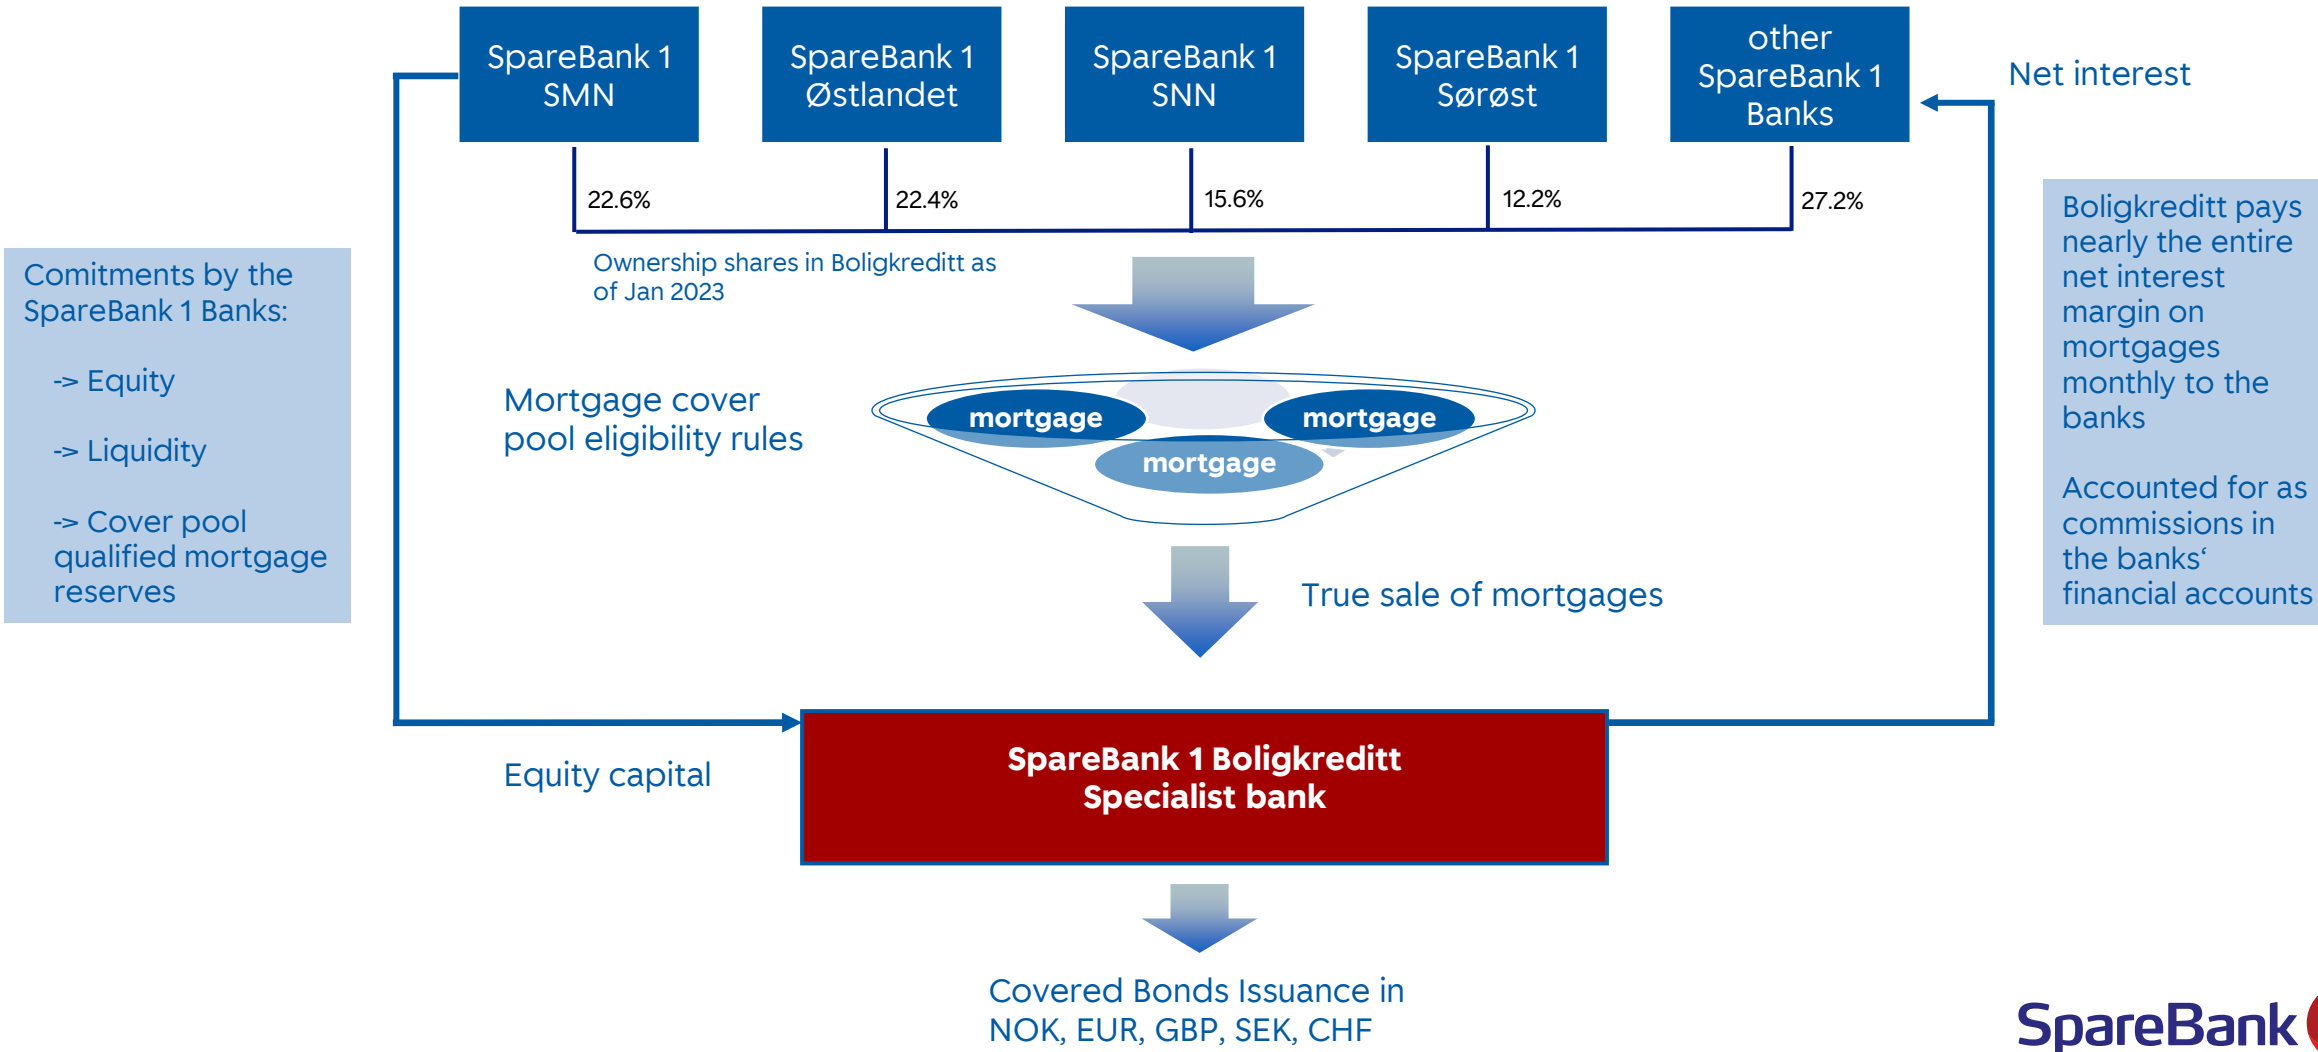 SpareBank 1
SMN
SpareBank 1
Østlandet
SpareBank 1
SNN
SpareBank 1
Sørøst
other
SpareBank 1
Banks
Net interest
22.6%
22.4%
15.6%
12.2%
27.2%
Ownership shares in Boligkreditt as
of Jan 2023
Comitments by the
SpareBank 1 Banks:
-> Equity
-> Liquidity
-> Cover pool
qualified mortgage
reserves
Boligkreditt pays
nearly the entire
net interest
margin on
mortgages
monthly to the
banks
Accounted for as
commissions in
the banks‘
financial accounts
Mortgage cover
pool eligibility rules
mortgage
mortgage
mortgage
True sale of mortgages
Equity capital
SpareBank 1 Boligkreditt
Specialist bank
Covered Bonds Issuance in
NOK, EUR, GBP, SEK, CHF
SpareBank